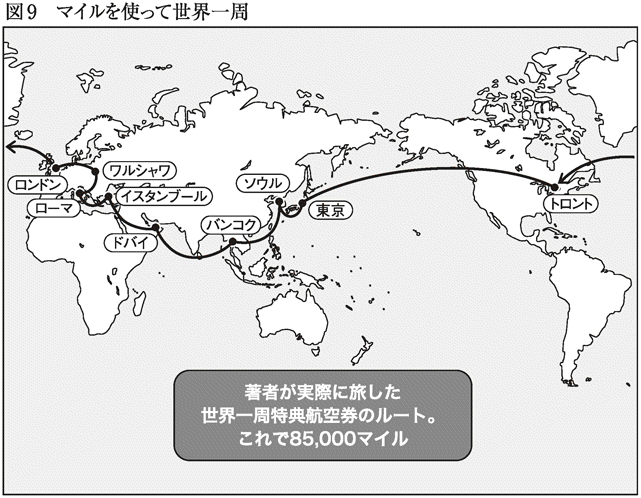 図9 マイルを使って世界一周
ロンドン
ワルシャワ
ローマ
イスタンブール
ドバイ
バンコク
ソウル
東京
トロント
著者が実際に旅した
世界一周特典航空券のルート。
これで85,000マイル